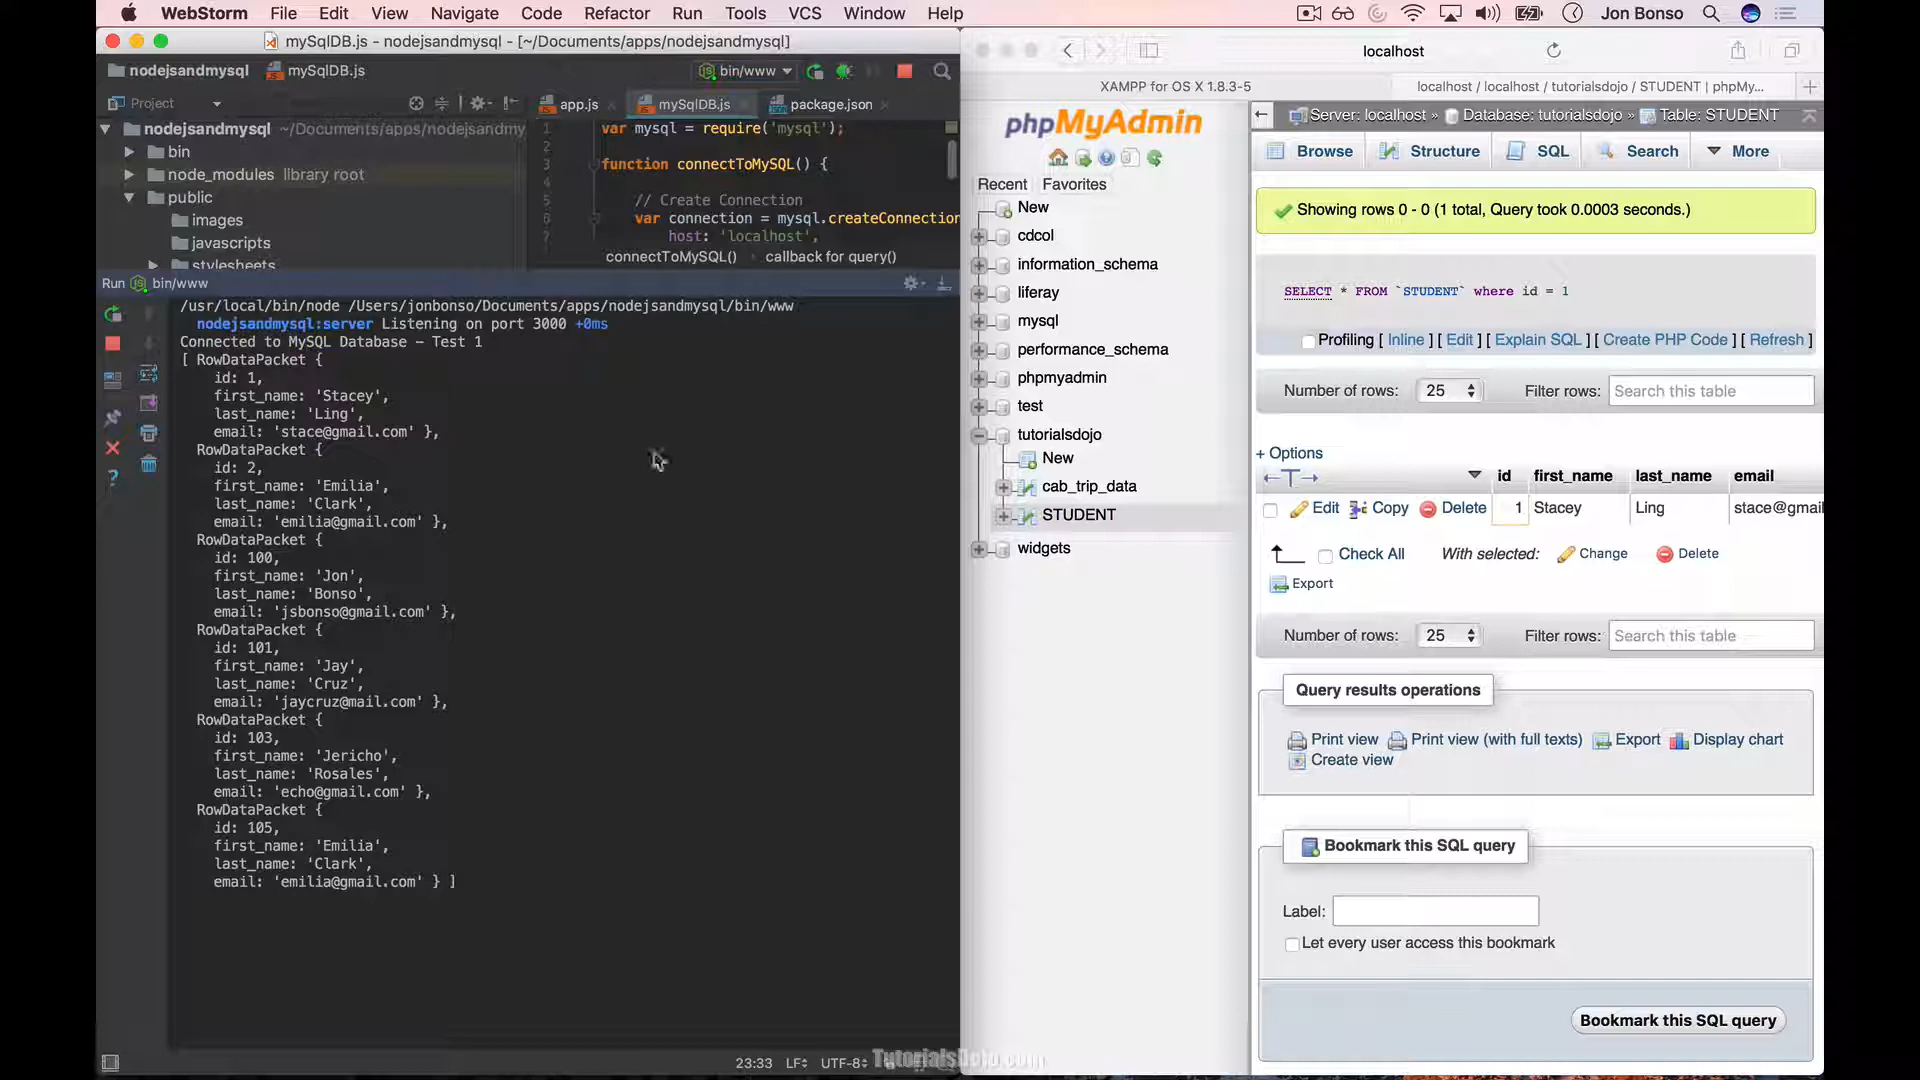 WebStorm File Edit View Navigate Code Refactor Run Tools VCS Window Help Jon Bonso
mySqlDB.js - nodejsandmysql - [~/Documents/apps/nodejsandmysql]
nodejsandmysql mySqlDB.js bin/www
Project app.js mySqlDB.js package.json
nodejsandmysql ~/Documents/apps/nodejsandmy
bin
node_modules library root
public
images
javascripts
stylesheets
1 var mysql = require('mysql');
2
3 function connectToMySQL() {
4
5 // Create Connection
6 var connection = mysql.createConnection
7 host: 'localhost',
connectToMySQL() › callback for query()
Run bin/www
/usr/local/bin/node /Users/jonbonso/Documents/apps/nodejsandmysql/bin/www
nodejsandmysql:server Listening on port 3000 +0ms
Connected to MySQL Database – Test 1
[ RowDataPacket {
id: 1,
first_name: 'Stacey',
last_name: 'Ling',
email: 'stace@gmail.com' },
RowDataPacket {
id: 2,
first_name: 'Emilia',
last_name: 'Clark',
email: 'emilia@gmail.com' },
RowDataPacket {
id: 100,
first_name: 'Jon',
last_name: 'Bonso',
email: 'jsbonso@gmail.com' },
RowDataPacket {
id: 101,
first_name: 'Jay',
last_name: 'Cruz',
email: 'jaycruz@mail.com' },
RowDataPacket {
id: 103,
first_name: 'Jericho',
last_name: 'Rosales',
email: 'echo@gmail.com' },
RowDataPacket {
id: 105,
first_name: 'Emilia',
last_name: 'Clark',
email: 'emilia@gmail.com' } ]
23:33 LF÷ UTF-8÷
TutorialsDojo.com
localhost
XAMPP for OS X 1.8.3-5
localhost / localhost / tutorialsdojo / STUDENT | phpMy...
phpMyAdmin
Recent Favorites
New
cdcol
information_schema
liferay
mysql
performance_schema
phpmyadmin
test
tutorialsdojo
New
cab_trip_data
STUDENT
widgets
Server: localhost » Database: tutorialsdojo » Table: STUDENT
Browse Structure SQL Search More
Showing rows 0 - 0 (1 total, Query took 0.0003 seconds.)
SELECT * FROM `STUDENT` where id = 1
Profiling [ Inline ] [ Edit ] [ Explain SQL ] [ Create PHP Code ] [ Refresh ]
Number of rows: 25 Filter rows: Search this table
+ Options
←T→ id first_name last_name email
Edit Copy Delete 1 Stacey Ling stace@gmail
Check All With selected: Change Delete
Export
Number of rows: 25 Filter rows: Search this table
Query results operations
Print view Print view (with full texts) Export Display chart
Create view
Bookmark this SQL query
Label:
Let every user access this bookmark
Bookmark this SQL query